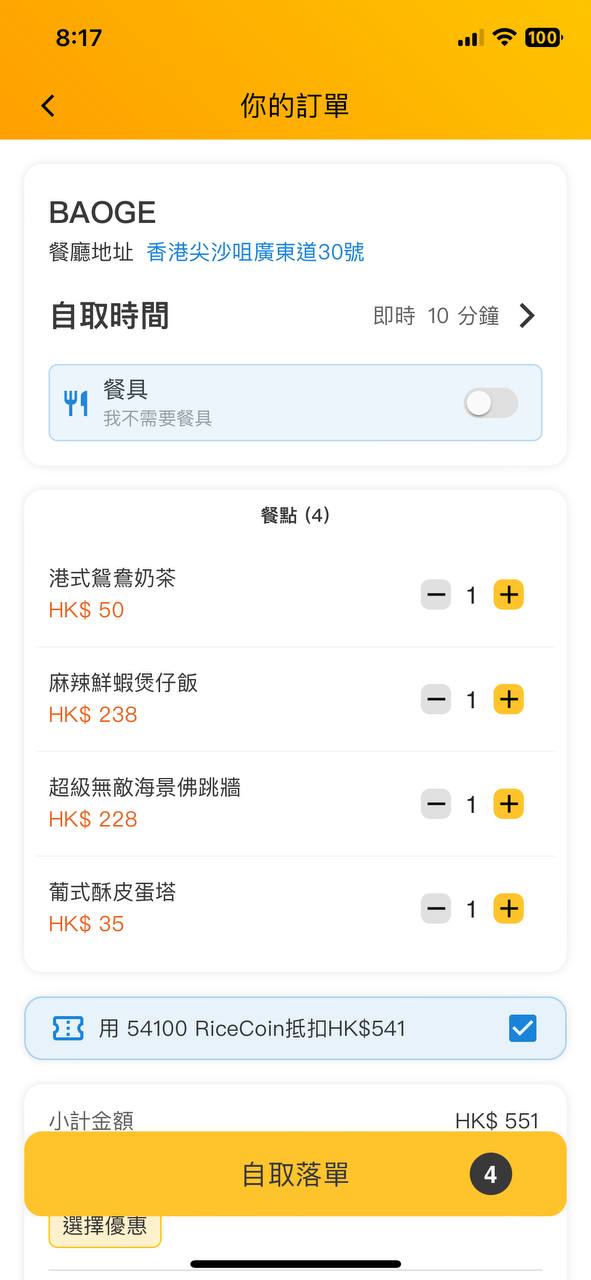 8:17
100
你的訂單
BAOGE
餐廳地址 香港尖沙咀廣東道30號
自取時間 即時 10 分鐘
餐具
我不需要餐具
餐點 (4)
港式鴛鴦奶茶
HK$ 50
1
麻辣鮮蝦煲仔飯
HK$ 238
1
超級無敵海景佛跳牆
HK$ 228
1
葡式酥皮蛋塔
HK$ 35
1
用 54100 RiceCoin抵扣HK$541
小計金額 HK$ 551
自取落單 4
選擇優惠